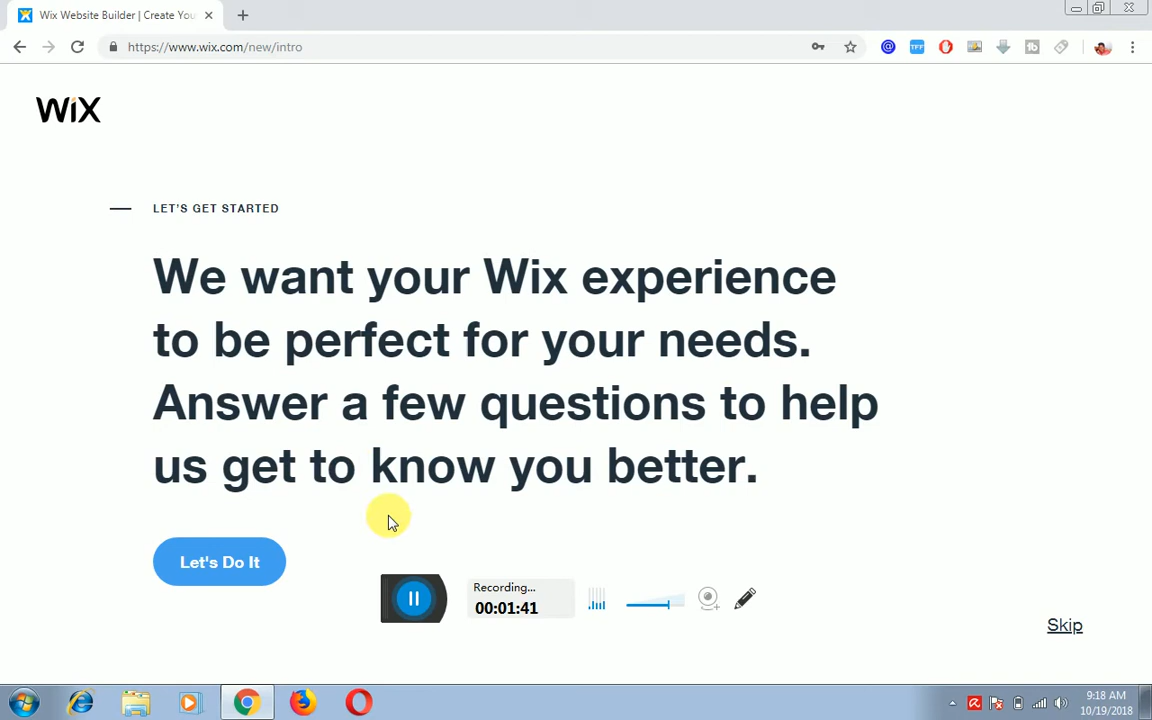 Wix Website Builder | Create You
https://www.wix.com/new/intro
TFF
WiX
LET'S GET STARTED
We want your Wix experience
to be perfect for your needs.
Answer a few questions to help
us get to know you better.
Let's Do It
Recording...
00:01:41
Skip
9:18 AM
10/19/2018